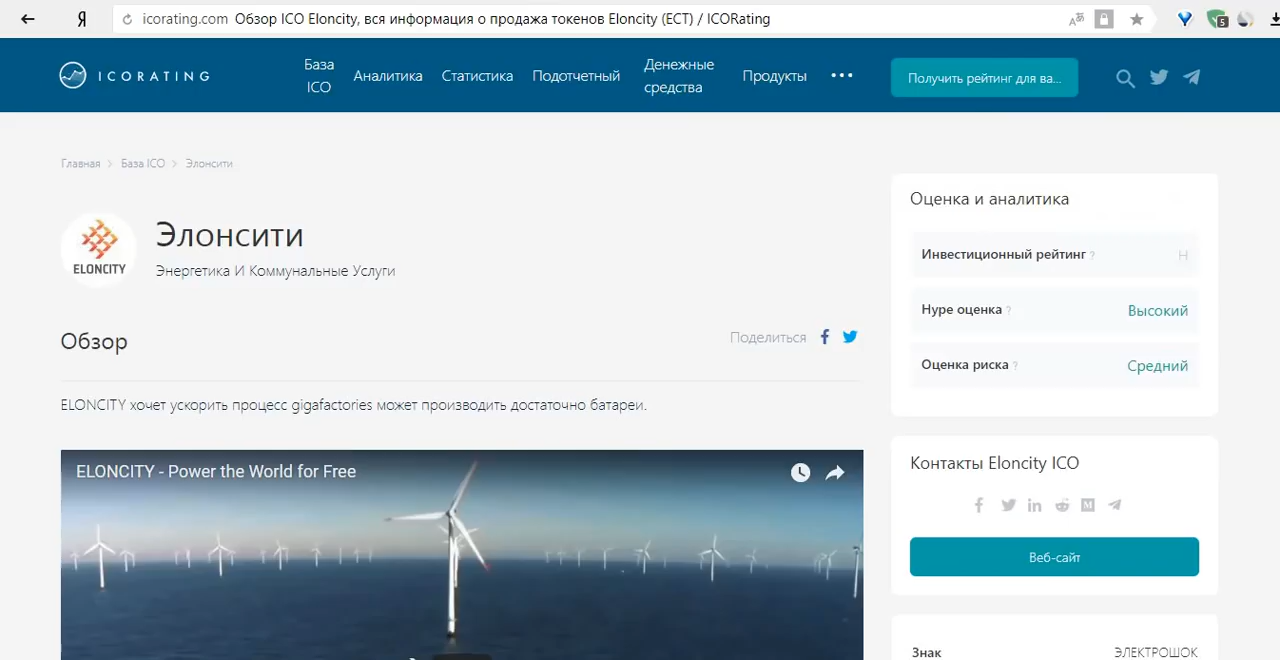 Я
icorating.com Обзор ICO Eloncity, вся информация о продажа токенов Eloncity (ECT) / ICORating
5
ICORATING
База ICO
Аналитика
Статистика
Подотчетный
Денежные средства
Продукты
Получить рейтинг для ва...
Главная > База ICO > Элонсити
ELONCITY
Элонсити
Энергетика И Коммунальные Услуги
Обзор
Поделиться
ELONCITY хочет ускорить процесс gigafactories может производить достаточно батареи.
ELONCITY - Power the World for Free
Оценка и аналитика
Инвестиционный рейтинг ? Н
Hype оценка ? Высокий
Оценка риска ? Средний
Контакты Eloncity ICO
Веб-сайт
Знак ЭЛЕКТРОШОК